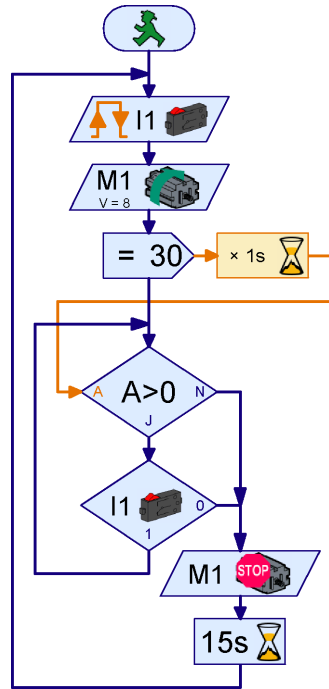 I1
M1
V = 8
= 30
× 1s
A>0
A
N
J
I1
1
0
M1
STOP
15s